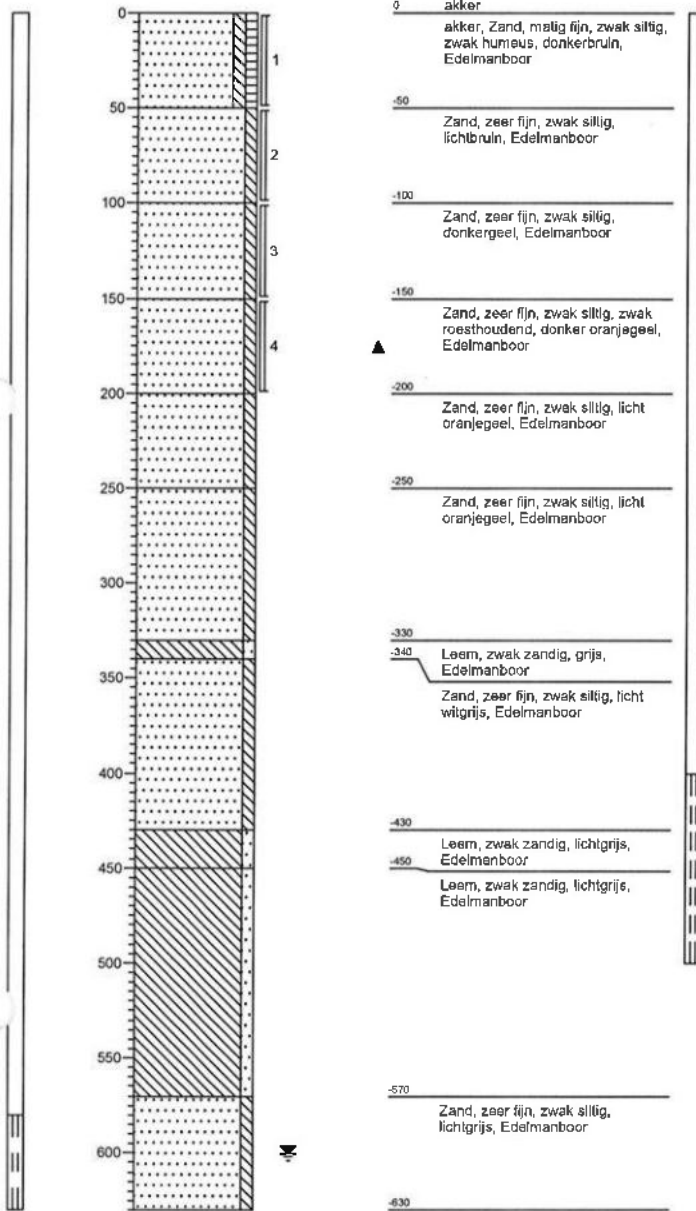 0
50
100
150
200
250
300
350
400
450
500
550
600
1
2
3
4
0 akker
akker, Zand, matig fijn, zwak siltig,
zwak humeus, donkerbruin,
Edelmanboor
-50
Zand, zeer fijn, zwak siltig,
lichtbruin, Edelmanboor
-100
Zand, zeer fijn, zwak siltig,
donkergeel, Edelmanboor
-150
Zand, zeer fijn, zwak siltig, zwak
roesthoudend, donker oranjegeel,
Edelmanboor
-200
Zand, zeer fijn, zwak siltig, licht
oranjegeel, Edelmanboor
-250
Zand, zeer fijn, zwak siltig, licht
oranjegeel, Edelmanboor
-330
-340 Leem, zwak zandig, grijs,
Edelmanboor
Zand, zeer fijn, zwak siltig, licht
witgrijs, Edelmanboor
-430
Leem, zwak zandig, lichtgrijs,
-450 Edelmanboor
Leem, zwak zandig, lichtgrijs,
Edelmanboor
-570
Zand, zeer fijn, zwak siltig,
lichtgrijs, Edelmanboor
-630